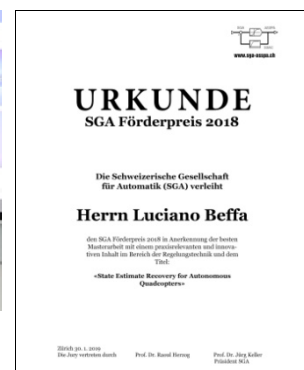 www.sga-asspa.ch
URKUNDE
SGA Förderpreis 2018
Die Schweizerische Gesellschaft
für Automatik (SGA) verleiht
Herrn Luciano Beffa
den SGA Förderpreis 2018 in Anerkennung der besten
Masterarbeit mit einem praxisrelevanten und innova-
tiven Inhalt im Bereich der Regelungstechnik und dem
Titel:
«State Estimate Recovery for Autonomous
Quadcopters»
Zürich 30. 1. 2019
Die Jury vertreten durch Prof. Dr. Raoul Herzog Prof. Dr. Jörg Keller
Präsident SGA